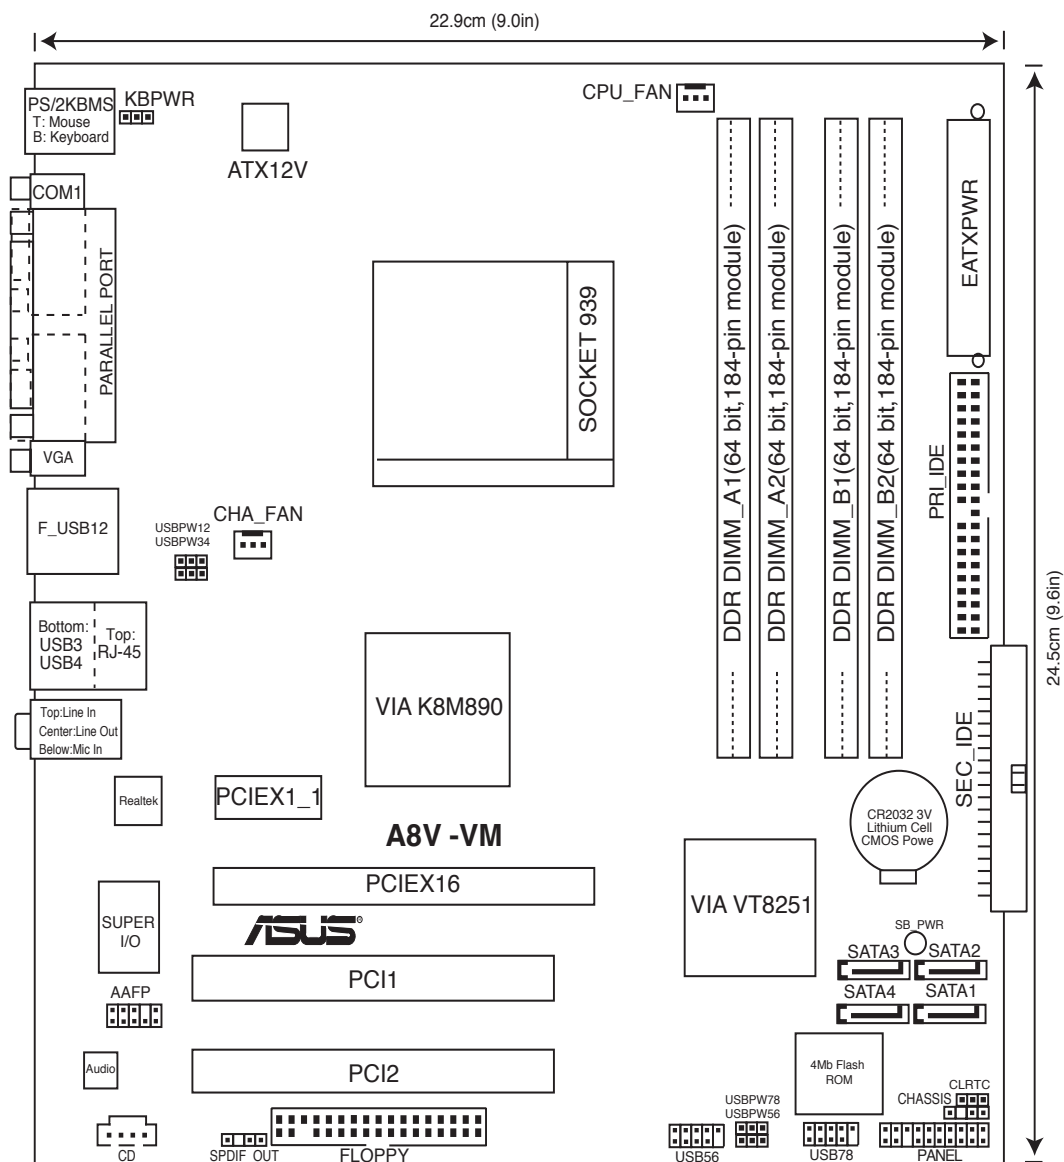 22.9cm (9.0in)
PS/2KBMS
T: Mouse
B: Keyboard
KBPWR
ATX12V
CPU_FAN
COM1
PARALLEL PORT
VGA
SOCKET 939
DDR DIMM_A1(64 bit,184-pin module)
DDR DIMM_A2(64 bit,184-pin module)
DDR DIMM_B1(64 bit,184-pin module)
DDR DIMM_B2(64 bit,184-pin module)
EATXPWR
PRI_IDE
24.5cm (9.6in)
F_USB12
USBPW12
USBPW34
CHA_FAN
Bottom:
USB3
USB4
Top:
RJ-45
Top:Line In
Center:Line Out
Below:Mic In
VIA K8M890
SEC_IDE
Realtek
PCIEX1_1
A8V -VM
CR2032 3V
Lithium Cell
CMOS Powe
PCIEX16
VIA VT8251
SUPER
I/O
ASUS®
SB_PWR
SATA3
SATA2
PCI1
SATA4
SATA1
AAFP
Audio
PCI2
4Mb Flash
ROM
CLRTC
CHASSIS
USBPW78
USBPW56
CD
SPDIF_OUT
FLOPPY
USB56
USB78
PANEL